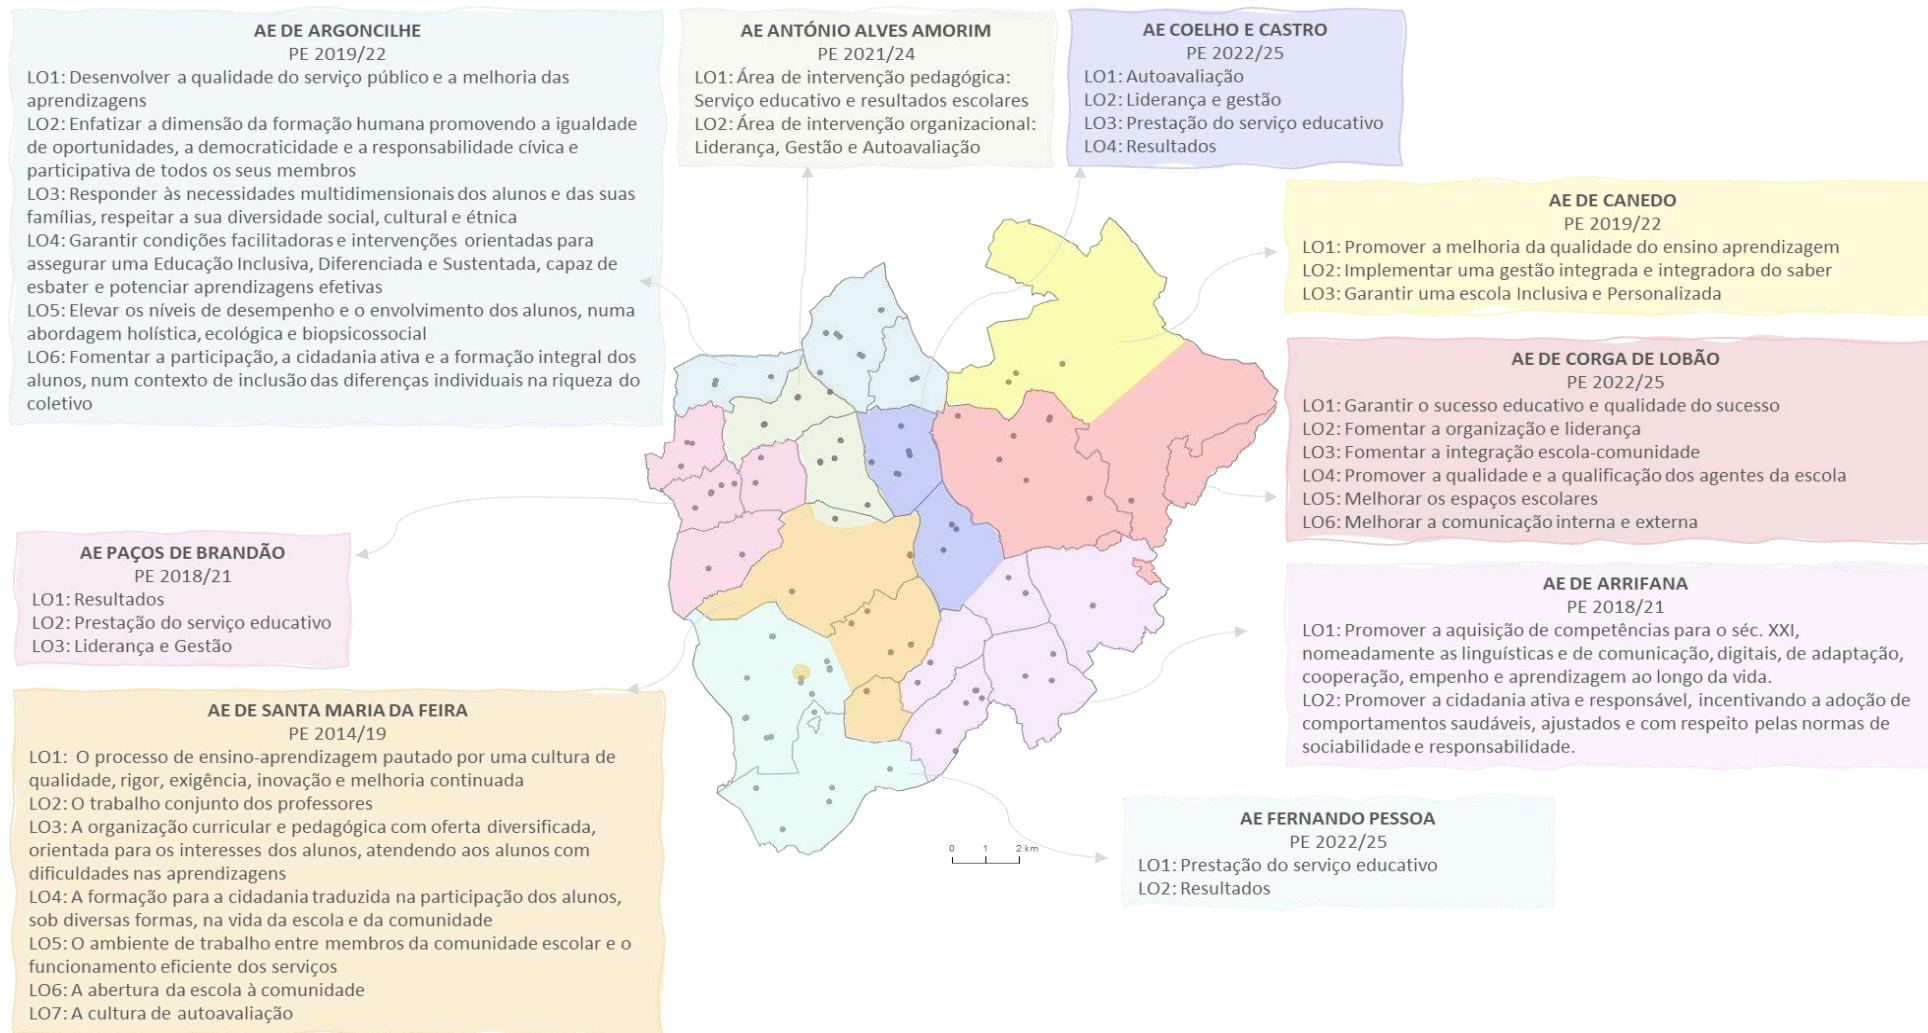 AE DE ARGONCILHE
PE 2019/22
LO1: Desenvolver a qualidade do serviço público e a melhoria das
aprendizagens
LO2: Enfatizar a dimensão da formação humana promovendo a igualdade
de oportunidades, a democraticidade e a responsabilidade cívica e
participativa de todos os seus membros
LO3: Responder às necessidades multidimensionais dos alunos e das suas
famílias, respeitar a sua diversidade social, cultural e étnica
LO4: Garantir condições facilitadoras e intervenções orientadas para
assegurar uma Educação Inclusiva, Diferenciada e Sustentada, capaz de
esbater e potenciar aprendizagens efetivas
LO5: Elevar os níveis de desempenho e o envolvimento dos alunos, numa
abordagem holística, ecológica e biopsicossocial
LO6: Fomentar a participação, a cidadania ativa e a formação integral dos
alunos, num contexto de inclusão das diferenças individuais na riqueza do
coletivo
AE ANTÓNIO ALVES AMORIM
PE 2021/24
LO1: Área de intervenção pedagógica:
Serviço educativo e resultados escolares
LO2: Área de intervenção organizacional:
Liderança, Gestão e Autoavaliação
AE COELHO E CASTRO
PE 2022/25
LO1: Autoavaliação
LO2: Liderança e gestão
LO3: Prestação do serviço educativo
LO4: Resultados
AE DE CANEDO
PE 2019/22
LO1: Promover a melhoria da qualidade do ensino aprendizagem
LO2: Implementar uma gestão integrada e integradora do saber
LO3: Garantir uma escola Inclusiva e Personalizada
AE DE CORGA DE LOBÃO
PE 2022/25
LO1: Garantir o sucesso educativo e qualidade do sucesso
LO2: Fomentar a organização e liderança
LO3: Fomentar a integração escola-comunidade
LO4: Promover a qualidade e a qualificação dos agentes da escola
LO5: Melhorar os espaços escolares
LO6: Melhorar a comunicação interna e externa
AE PAÇOS DE BRANDÃO
PE 2018/21
LO1: Resultados
LO2: Prestação do serviço educativo
LO3: Liderança e Gestão
AE DE ARRIFANA
PE 2018/21
LO1: Promover a aquisição de competências para o séc. XXI,
nomeadamente as linguísticas e de comunicação, digitais, de adaptação,
cooperação, empenho e aprendizagem ao longo da vida.
LO2: Promover a cidadania ativa e responsável, incentivando a adoção de
comportamentos saudáveis, ajustados e com respeito pelas normas de
sociabilidade e responsabilidade.
AE DE SANTA MARIA DA FEIRA
PE 2014/19
LO1: O processo de ensino-aprendizagem pautado por uma cultura de
qualidade, rigor, exigência, inovação e melhoria continuada
LO2: O trabalho conjunto dos professores
LO3: A organização curricular e pedagógica com oferta diversificada,
orientada para os interesses dos alunos, atendendo aos alunos com
dificuldades nas aprendizagens
LO4: A formação para a cidadania traduzida na participação dos alunos,
sob diversas formas, na vida da escola e da comunidade
LO5: O ambiente de trabalho entre membros da comunidade escolar e o
funcionamento eficiente dos serviços
LO6: A abertura da escola à comunidade
LO7: A cultura de autoavaliação
0 1 2 km
AE FERNANDO PESSOA
PE 2022/25
LO1: Prestação do serviço educativo
LO2: Resultados